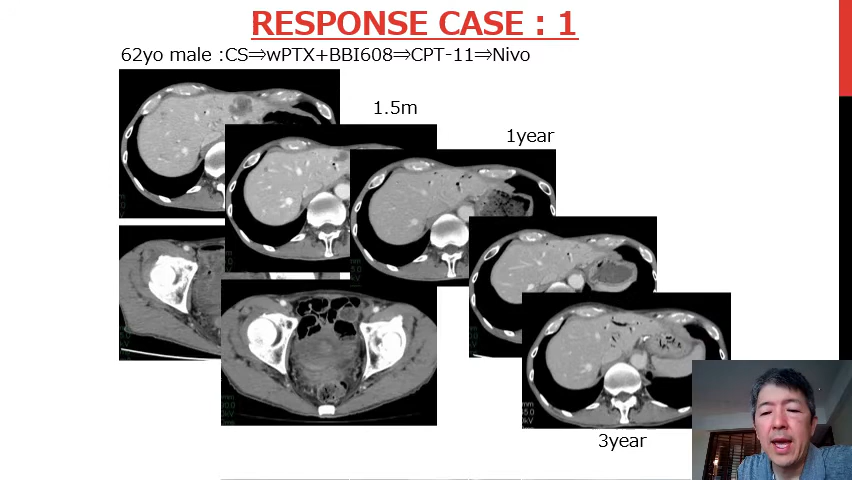 RESPONSE CASE : 1
62yo male :CS⇒wPTX+BBI608⇒CPT-11⇒Nivo
1.5m
1year
3year